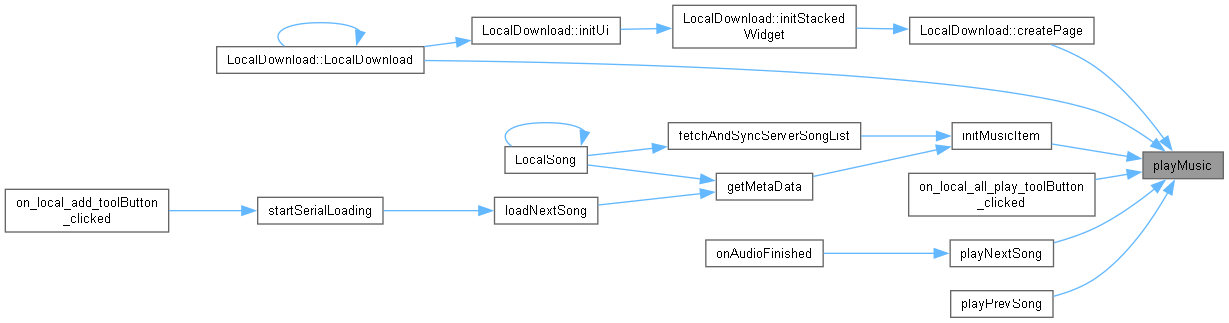 LocalDownload::initStacked
Widget
LocalDownload::initUi
LocalDownload::createPage
LocalDownload::LocalDownload
fetchAndSyncServerSongList
initMusicItem
LocalSong
playMusic
getMetaData
on_local_all_play_toolButton
_clicked
on_local_add_toolButton
_clicked
startSerialLoading
loadNextSong
onAudioFinished
playNextSong
playPrevSong